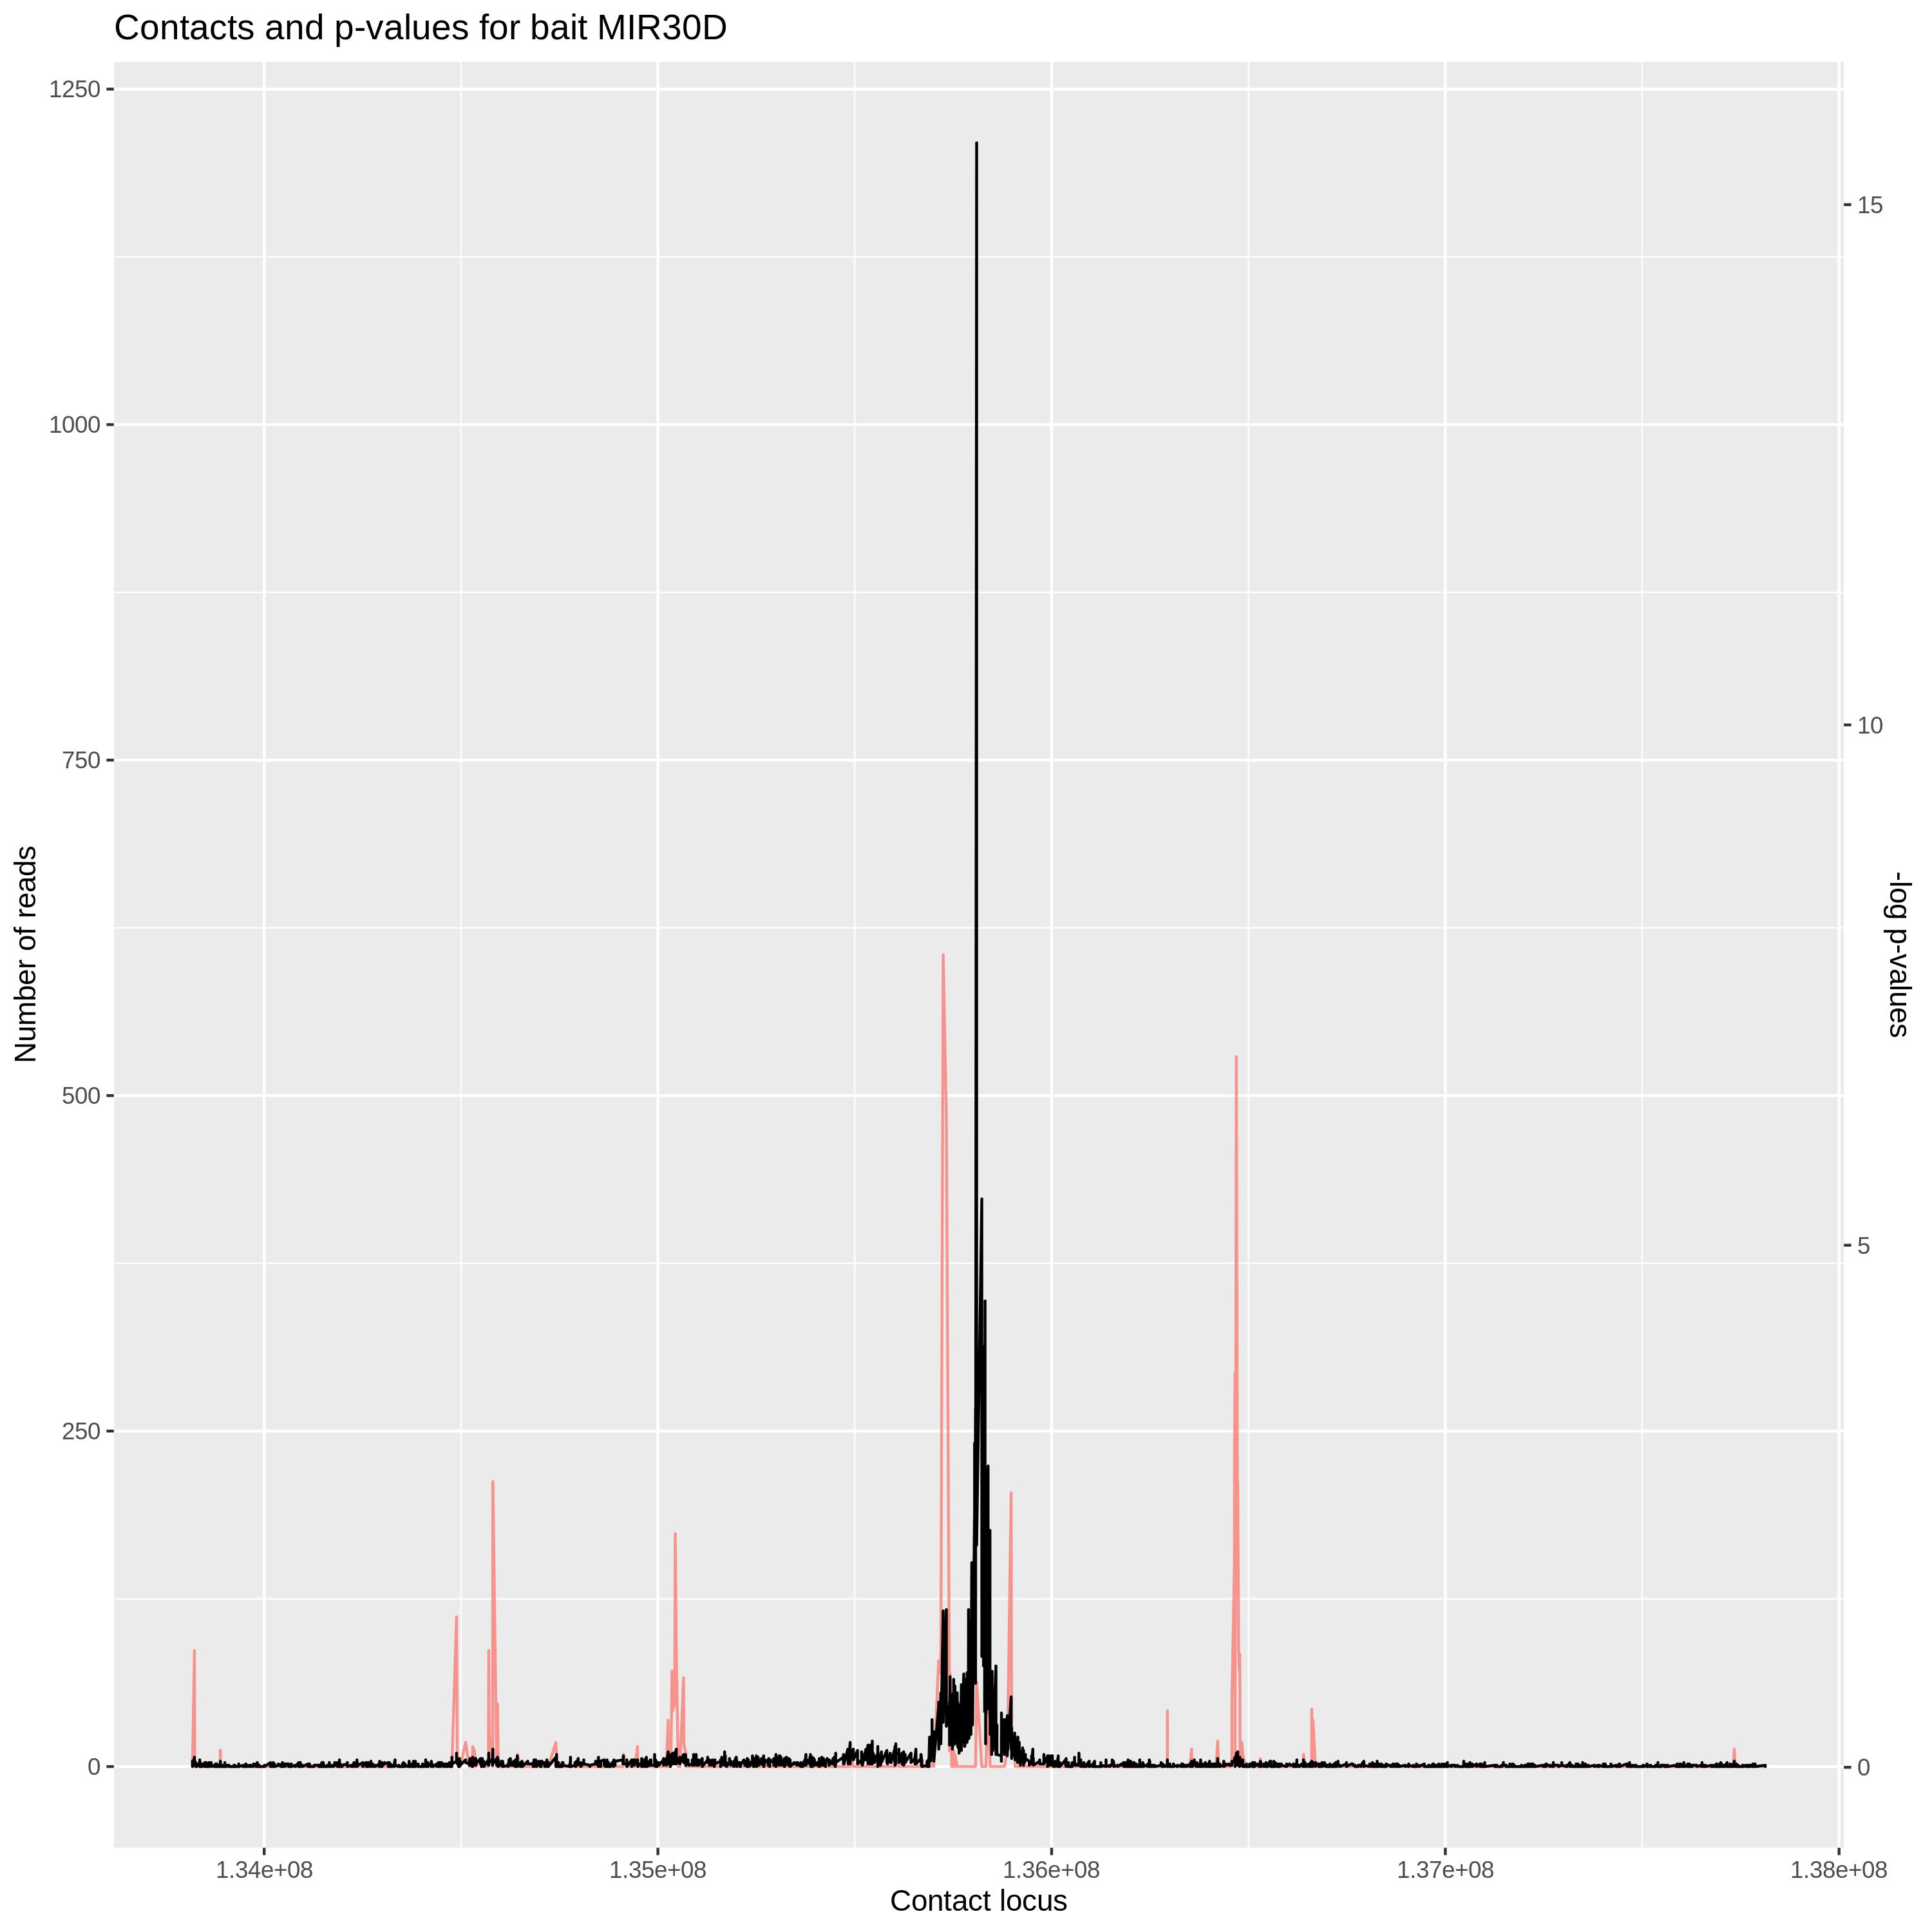 Contacts and p-values for bait MIR30D
1250
1000
750
500
250
0
Number of reads
15
10
5
0
-log p-values
1.34e+08
1.35e+08
1.36e+08
1.37e+08
1.38e+08
Contact locus